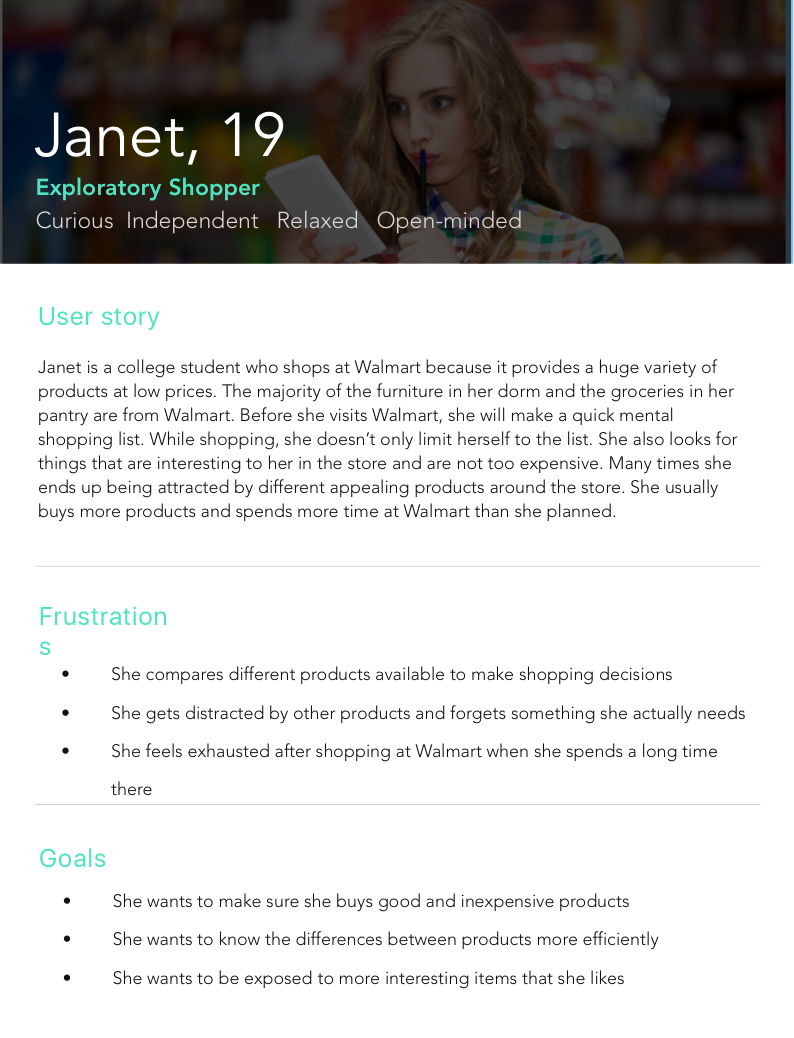 Janet, 19
Exploratory Shopper
Curious Independent Relaxed Open-minded
User story
Janet is a college student who shops at Walmart because it provides a huge variety of
products at low prices. The majority of the furniture in her dorm and the groceries in her
pantry are from Walmart. Before she visits Walmart, she will make a quick mental
shopping list. While shopping, she doesn’t only limit herself to the list. She also looks for
things that are interesting to her in the store and are not too expensive. Many times she
ends up being attracted by different appealing products around the store. She usually
buys more products and spends more time at Walmart than she planned.
Frustration
s
• She compares different products available to make shopping decisions
• She gets distracted by other products and forgets something she actually needs
• She feels exhausted after shopping at Walmart when she spends a long time
there
Goals
• She wants to make sure she buys good and inexpensive products
• She wants to know the differences between products more efficiently
• She wants to be exposed to more interesting items that she likes